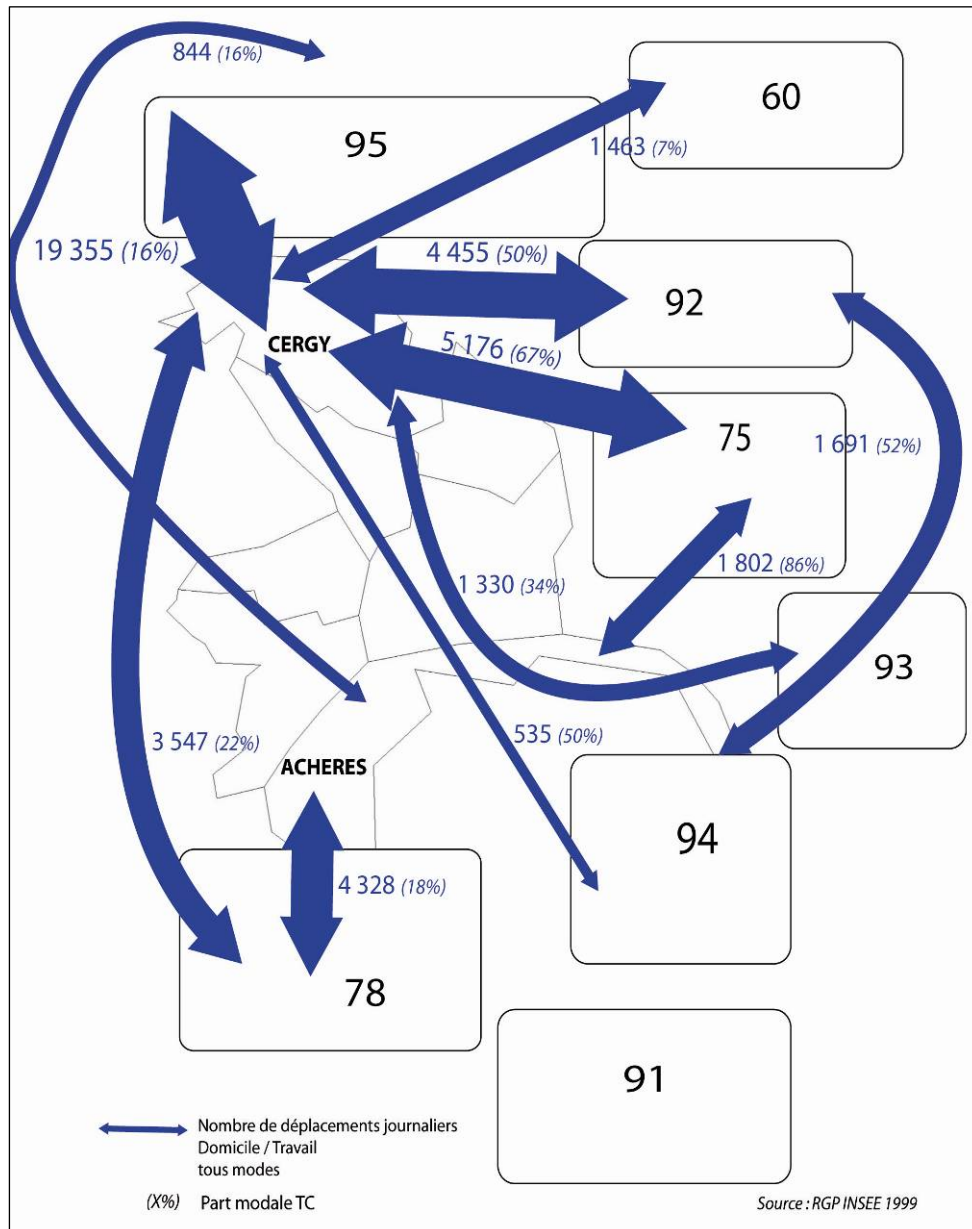 844 (16%)
60
95
1 463 (7%)
19 355 (16%)
4 455 (50%)
92
CERGY
5 176 (67%)
75
1 691 (52%)
1 802 (86%)
1 330 (34%)
93
3 547 (22%)
535 (50%)
ACHERES
94
4 328 (18%)
78
91
Nombre de déplacements journaliers
Domicile / Travail
tous modes
(X%) Part modale TC
Source : RGP INSEE 1999